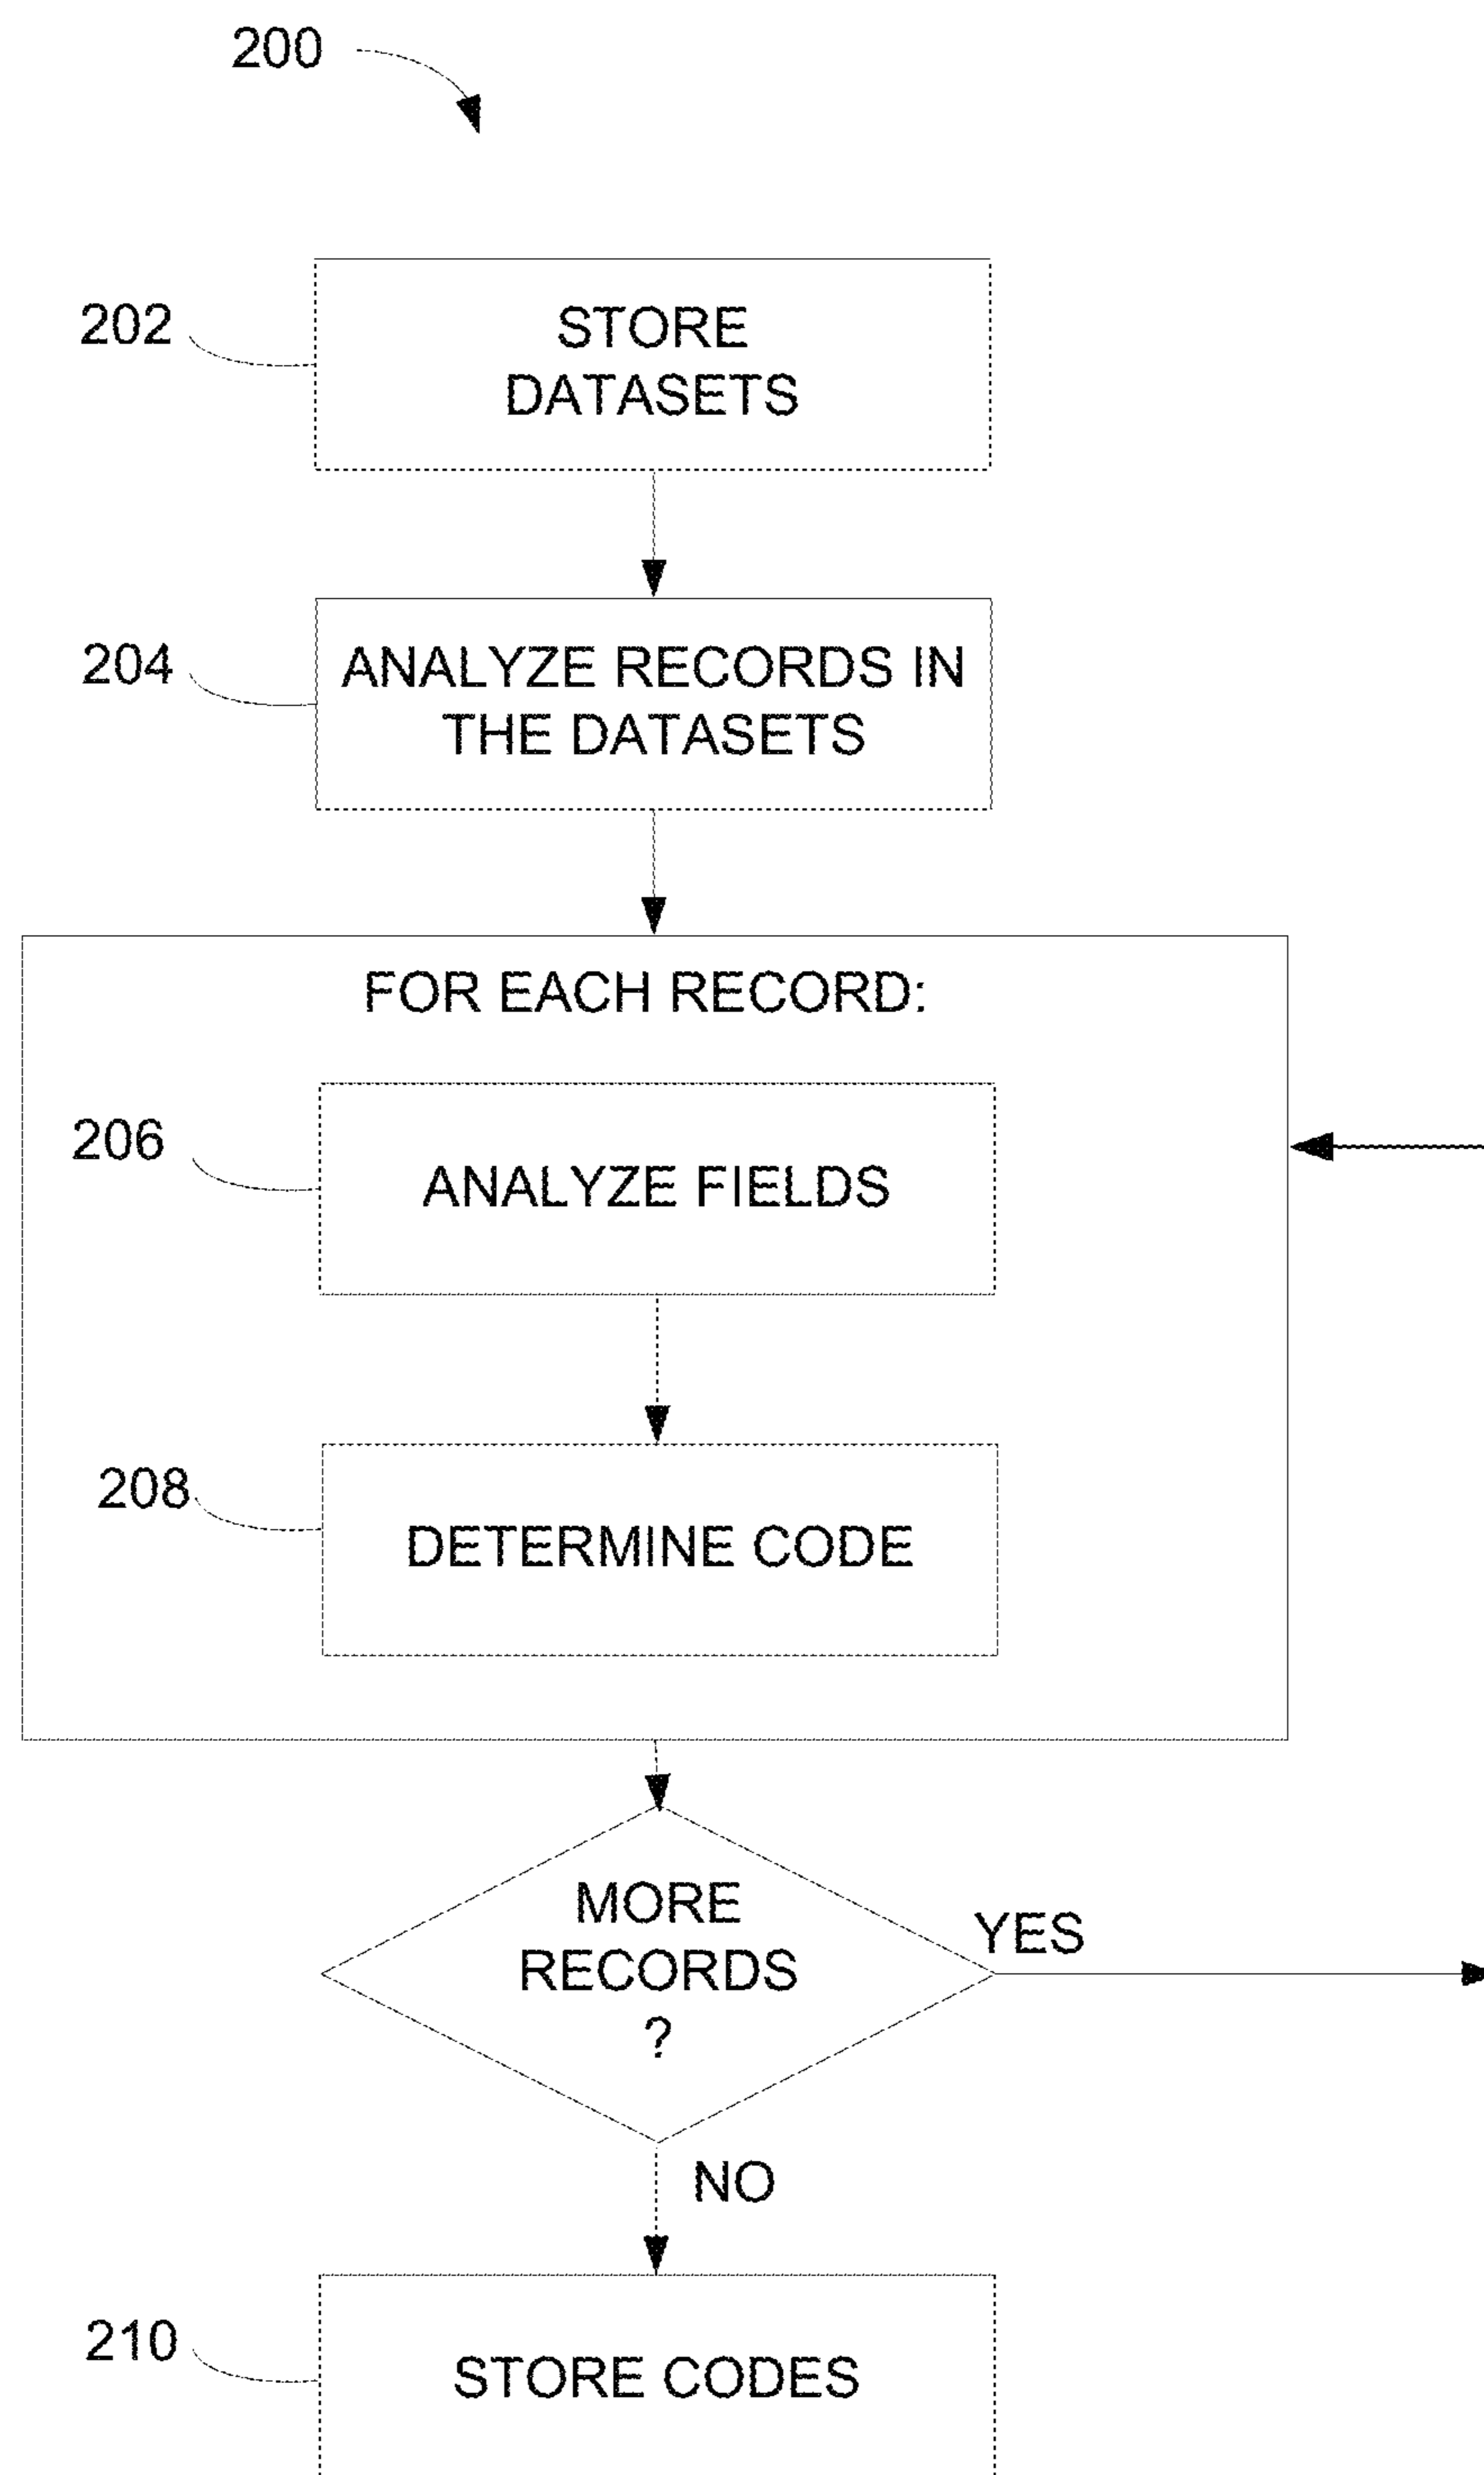 200
202
STORE
DATASETS
204
ANALYZE RECORDS IN
THE DATASETS
FOR EACH RECORD:
206
ANALYZE FIELDS
208
DETERMINE CODE
MORE
RECORDS
?
YES
NO
210
STORE CODES